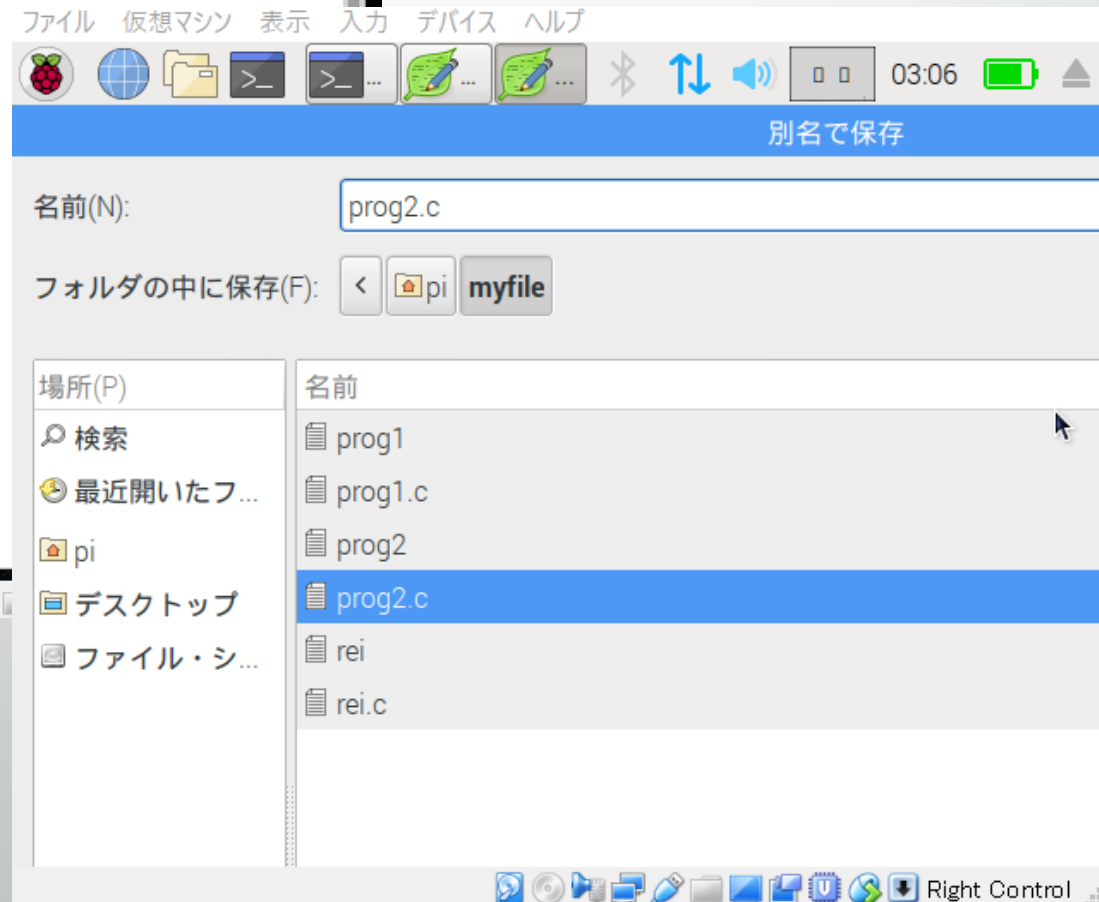 ファイル 仮想マシン 表示 入力 デバイス ヘルプ
>_ >_ ... ... ... 03:06
別名で保存
名前(N): prog2.c
フォルダの中に保存(F): < pi myfile
場所(P) 名前
検索
最近開いたフ...
pi
デスクトップ
ファイル・シ...
prog1
prog1.c
prog2
prog2.c
rei
rei.c
Right Control